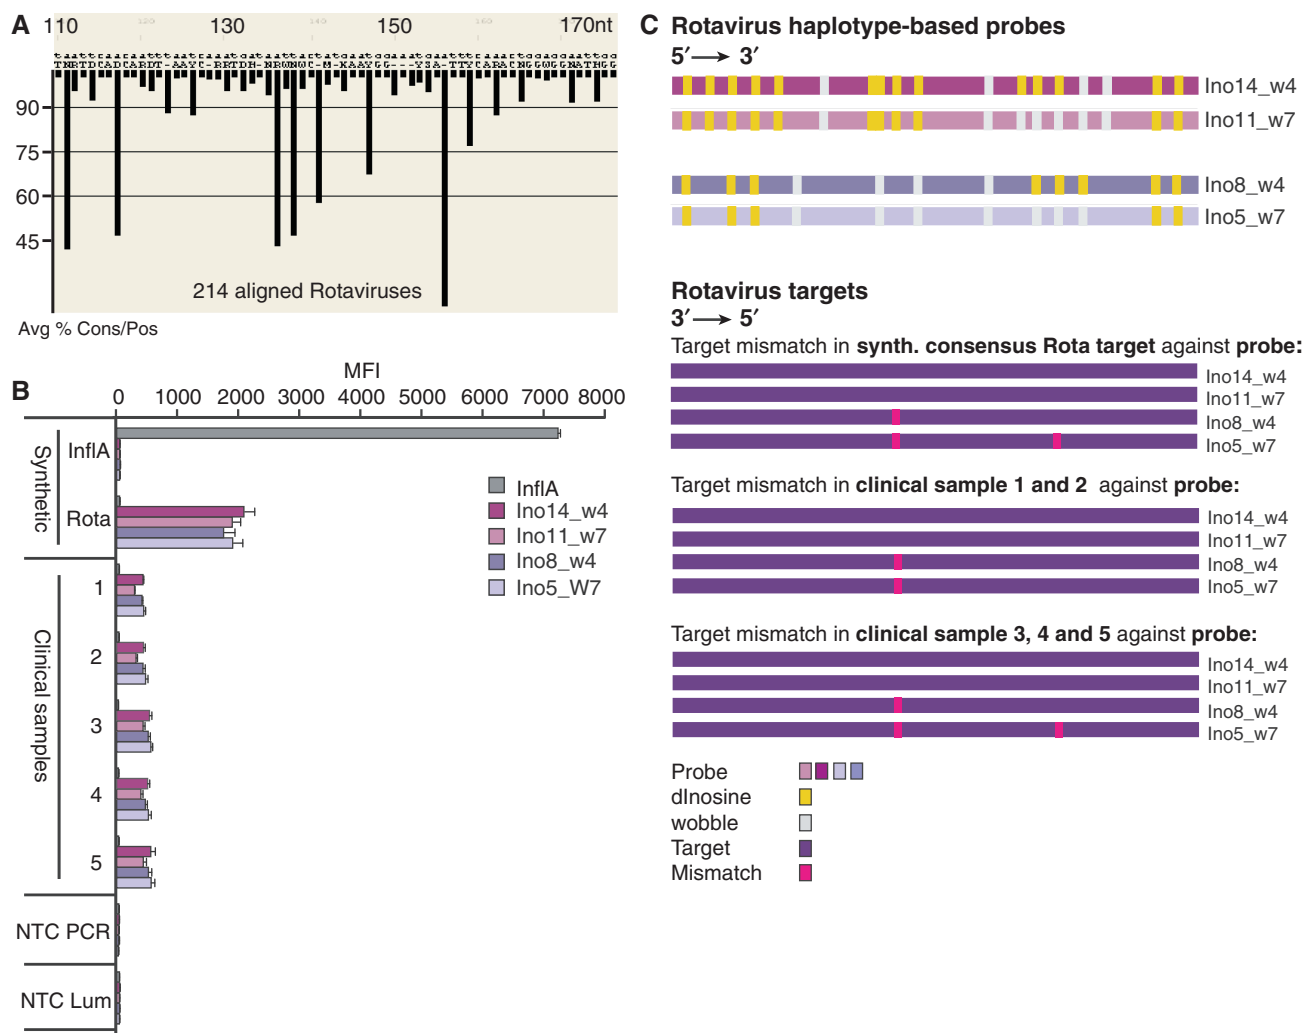 A
110 120 130 140 150 160 170nt
90
75
60
45
214 aligned Rotaviruses
Avg % Cons/Pos
B
MFI
0 1000 2000 3000 4000 5000 6000 7000 8000
Synthetic
InflA
Rota
Clinical samples
1
2
3
4
5
NTC PCR
NTC Lum
InflA
Ino14_w4
Ino11_w7
Ino8_w4
Ino5_W7
C Rotavirus haplotype-based probes
5′ → 3′
Ino14_w4
Ino11_w7
Ino8_w4
Ino5_w7
Rotavirus targets
3′ → 5′
Target mismatch in synth. consensus Rota target against probe:
Ino14_w4
Ino11_w7
Ino8_w4
Ino5_w7
Target mismatch in clinical sample 1 and 2 against probe:
Ino14_w4
Ino11_w7
Ino8_w4
Ino5_w7
Target mismatch in clinical sample 3, 4 and 5 against probe:
Ino14_w4
Ino11_w7
Ino8_w4
Ino5_w7
Probe
dInosine
wobble
Target
Mismatch